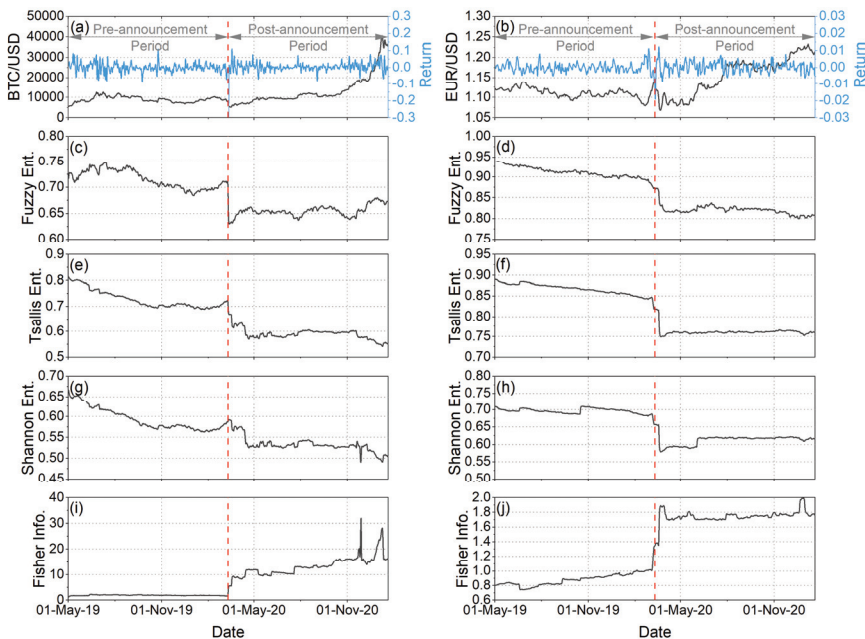 (a) Pre-announcement Period Post-announcement Period
BTC/USD
50000
40000
30000
20000
10000
0
0.3
0.2
0.1
0.0
-0.1
-0.2
-0.3
Return
(b) Pre-announcement Period Post-announcement Period
EUR/USD
1.30
1.25
1.20
1.15
1.10
1.05
0.03
0.02
0.01
0.00
-0.01
-0.02
-0.03
Return
(c)
Fuzzy Ent.
0.80
0.75
0.70
0.65
0.60
(d)
Fuzzy Ent.
1.00
0.95
0.90
0.85
0.80
0.75
(e)
Tsallis Ent.
0.9
0.8
0.7
0.6
0.5
(f)
Tsallis Ent.
0.95
0.90
0.85
0.80
0.75
0.70
(g)
Shannon Ent.
0.70
0.65
0.60
0.55
0.50
0.45
(h)
Shannon Ent.
0.80
0.75
0.70
0.65
0.60
0.55
0.50
(i)
Fisher Info.
40
30
20
10
0
01-May-19 01-Nov-19 01-May-20 01-Nov-20
Date
(j)
Fisher Info.
2.0
1.8
1.6
1.4
1.2
1.0
0.8
0.6
01-May-19 01-Nov-19 01-May-20 01-Nov-20
Date